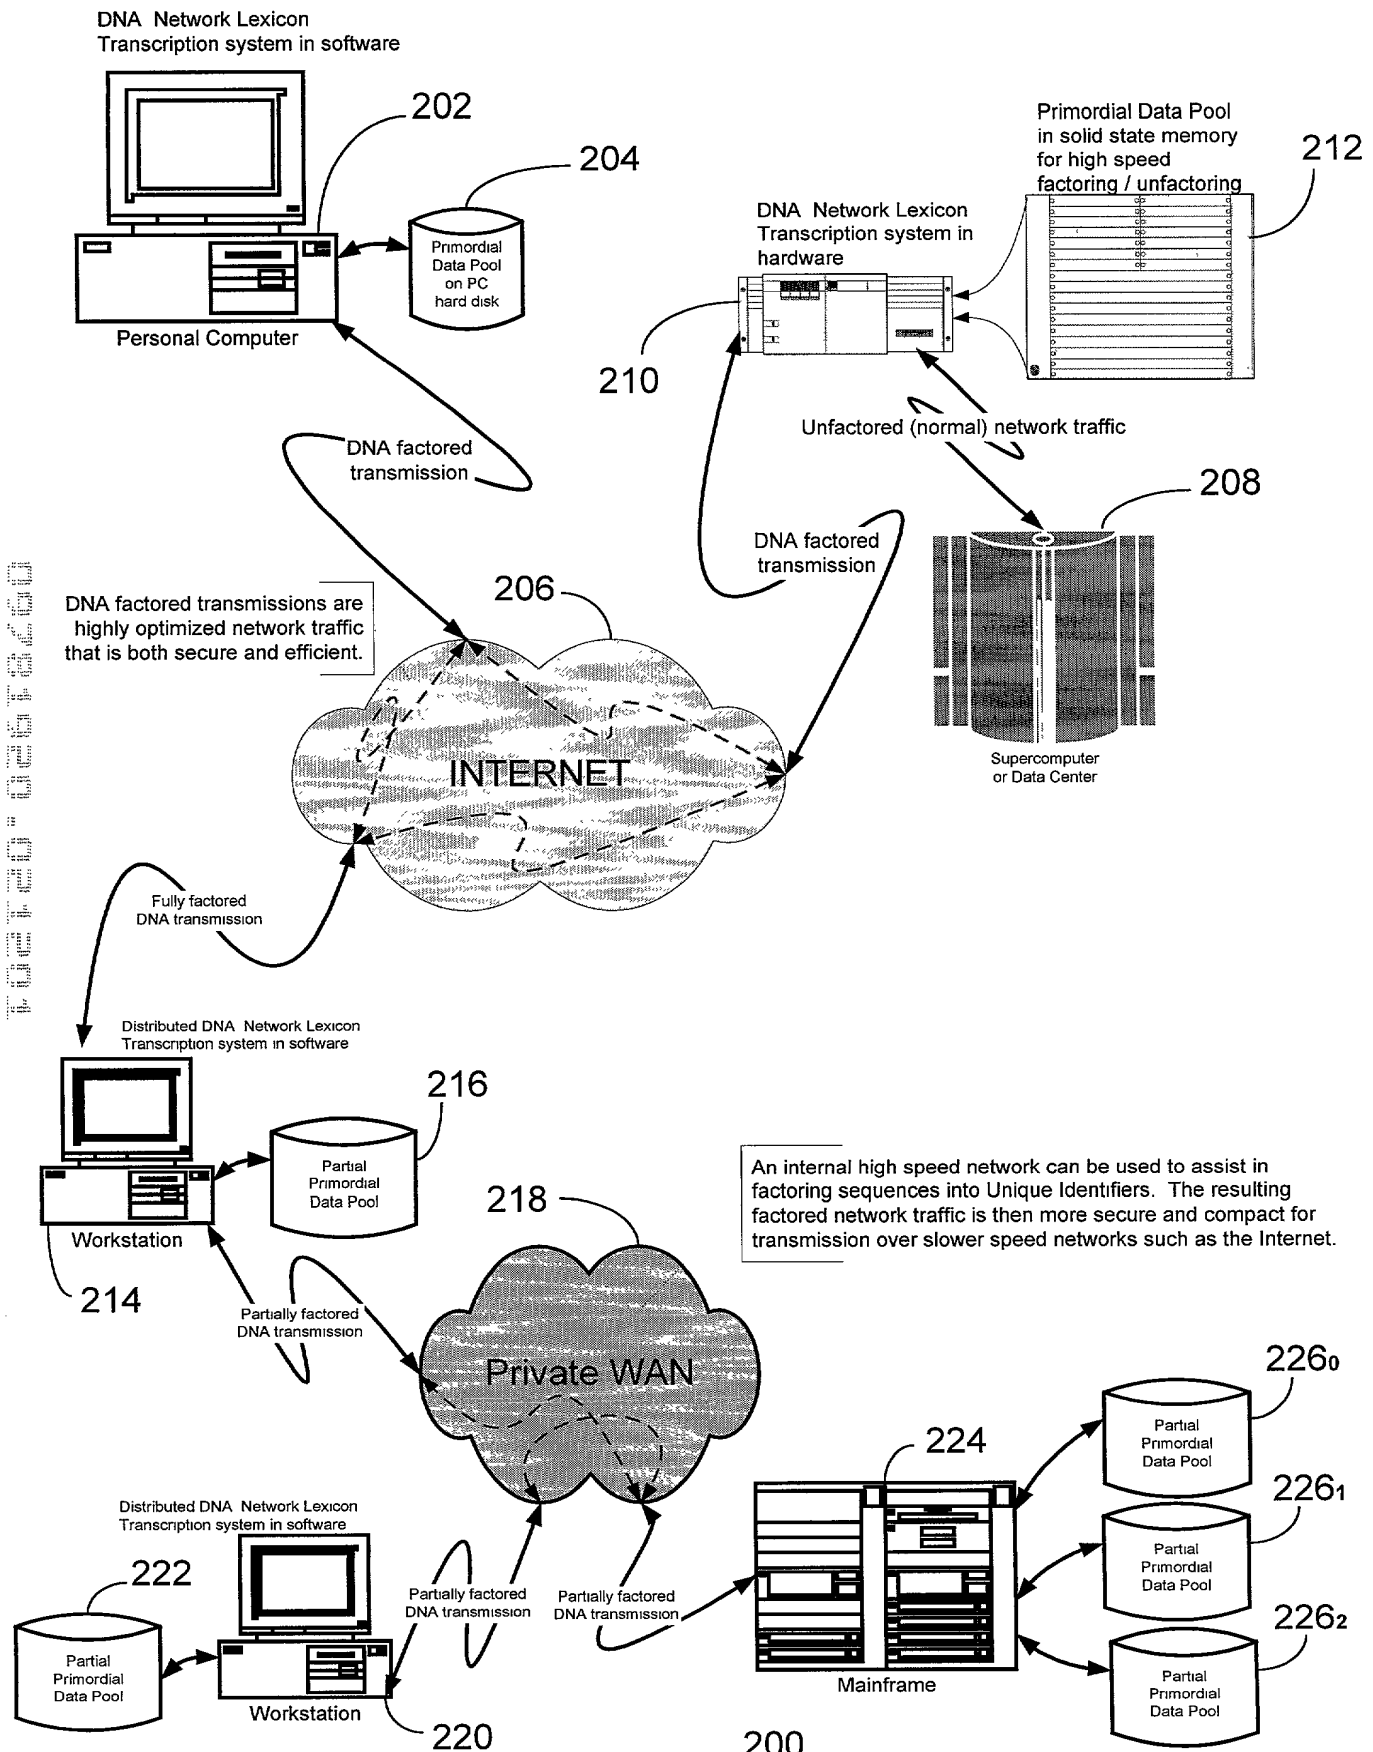 DNA Network Lexicon
Transcription system in software
202
204
Primordial
Data Pool
on PC
hard disk
Personal Computer
Primordial Data Pool
in solid state memory
for high speed
factoring / unfactoring
212
DNA Network Lexicon
Transcription system in
hardware
210
Unfactored (normal) network traffic
DNA factored
transmission
208
DNA factored
transmission
Supercomputer
or Data Center
DNA factored transmissions are
highly optimized network traffic
that is both secure and efficient.
206
INTERNET
Fully factored
DNA transmission
Distributed DNA Network Lexicon
Transcription system in software
216
Partial
Primordial
Data Pool
Workstation
214
An internal high speed network can be used to assist in
factoring sequences into Unique Identifiers. The resulting
factored network traffic is then more secure and compact for
transmission over slower speed networks such as the Internet.
218
Partially factored
DNA transmission
Private WAN
226₀
Partial
Primordial
Data Pool
224
226₁
Partial
Primordial
Data Pool
226₂
Partial
Primordial
Data Pool
Mainframe
Distributed DNA Network Lexicon
Transcription system in software
222
Partial
Primordial
Data Pool
Partially factored
DNA transmission
Partially factored
DNA transmission
Workstation
220
200